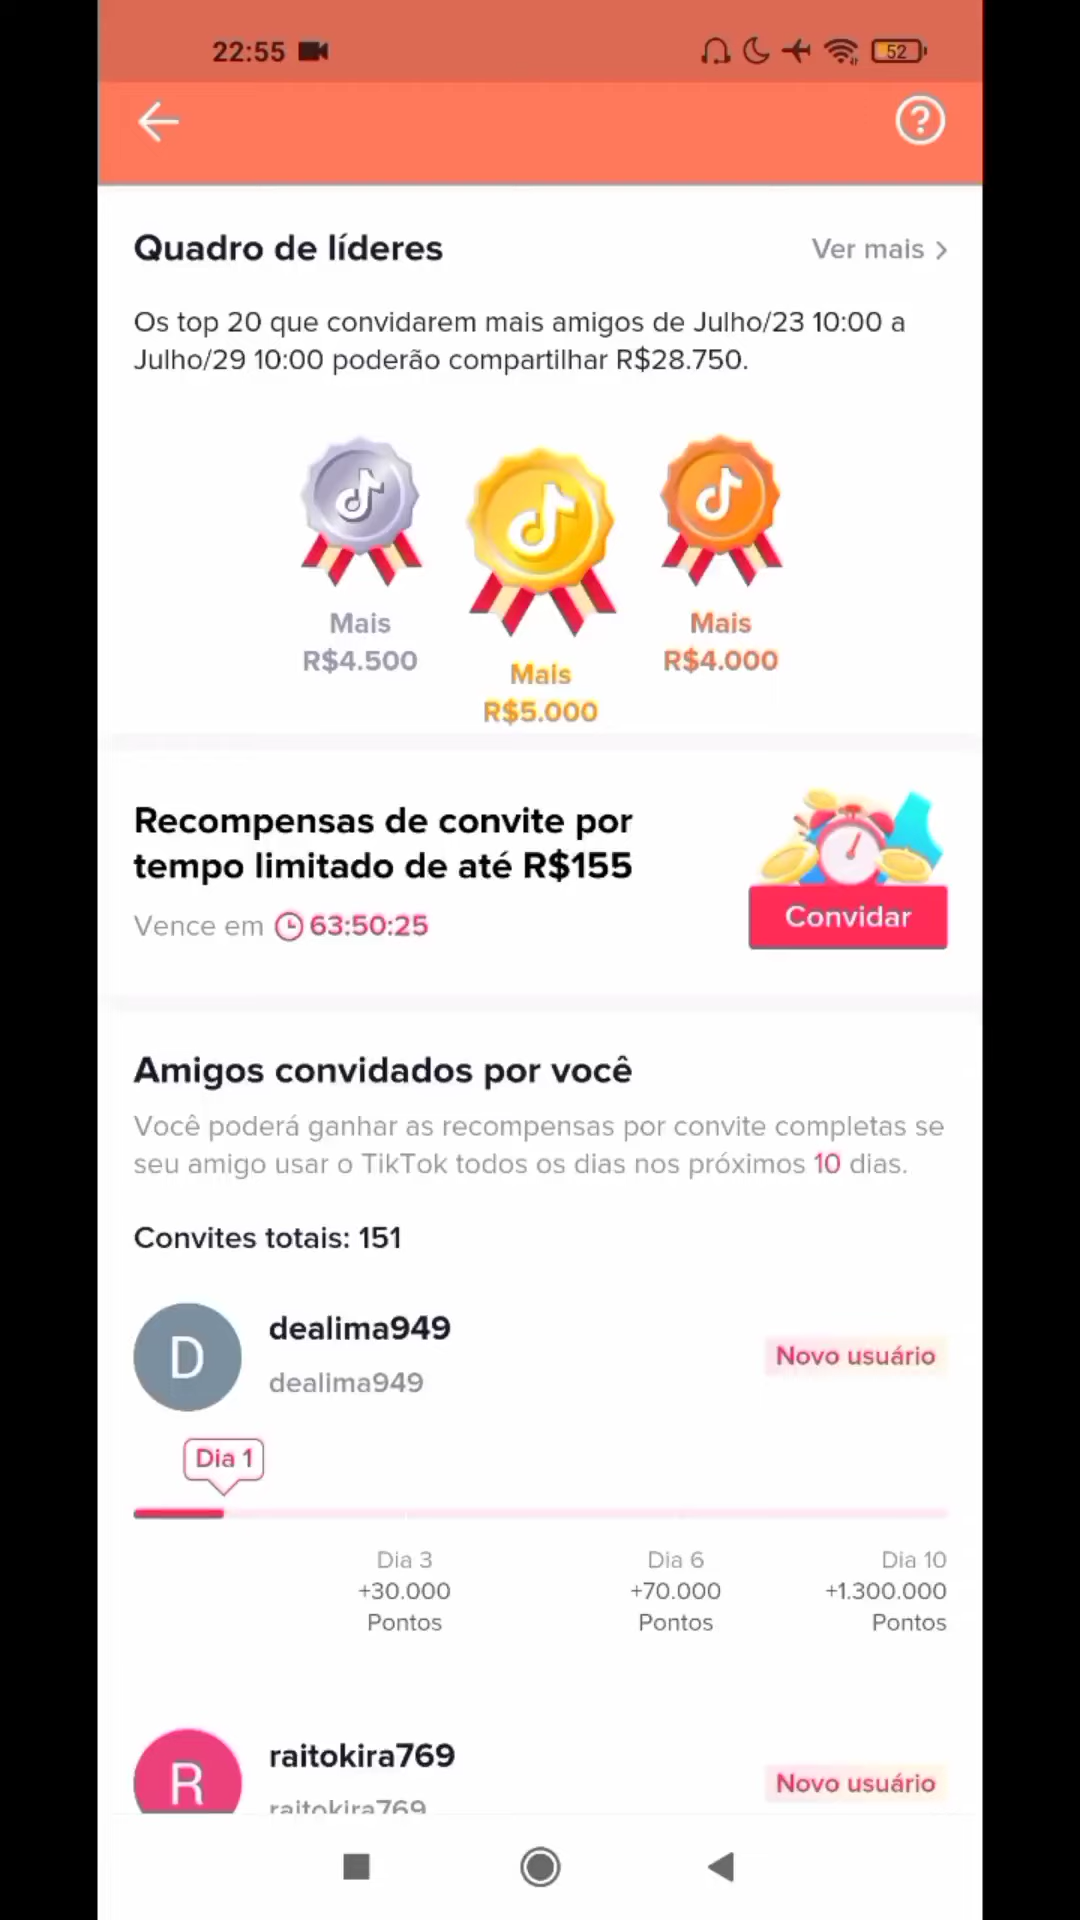 22:55
52
Quadro de líderes
Ver mais
Os top 20 que convidarem mais amigos de Julho/23 10:00 a
Julho/29 10:00 poderão compartilhar R$28.750.
Mais
R$4.500
Mais
R$5.000
Mais
R$4.000
Recompensas de convite por
tempo limitado de até R$155
Vence em 63:50:25
Convidar
Amigos convidados por você
Você poderá ganhar as recompensas por convite completas se
seu amigo usar o TikTok todos os dias nos próximos 10 dias.
Convites totais: 151
D
dealima949
dealima949
Novo usuário
Dia 1
Dia 3
+30.000
Pontos
Dia 6
+70.000
Pontos
Dia 10
+1.300.000
Pontos
R
raitokira769
raitokira769
Novo usuário